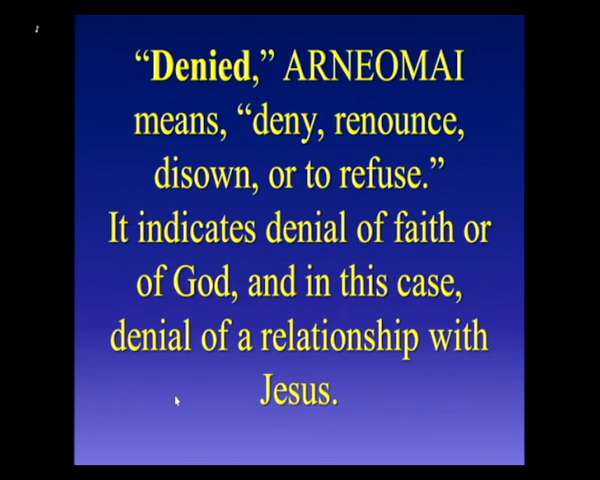 “Denied,” ARNEOMAI
means, “deny, renounce,
disown, or to refuse.”
It indicates denial of faith or
of God, and in this case,
denial of a relationship with
Jesus.